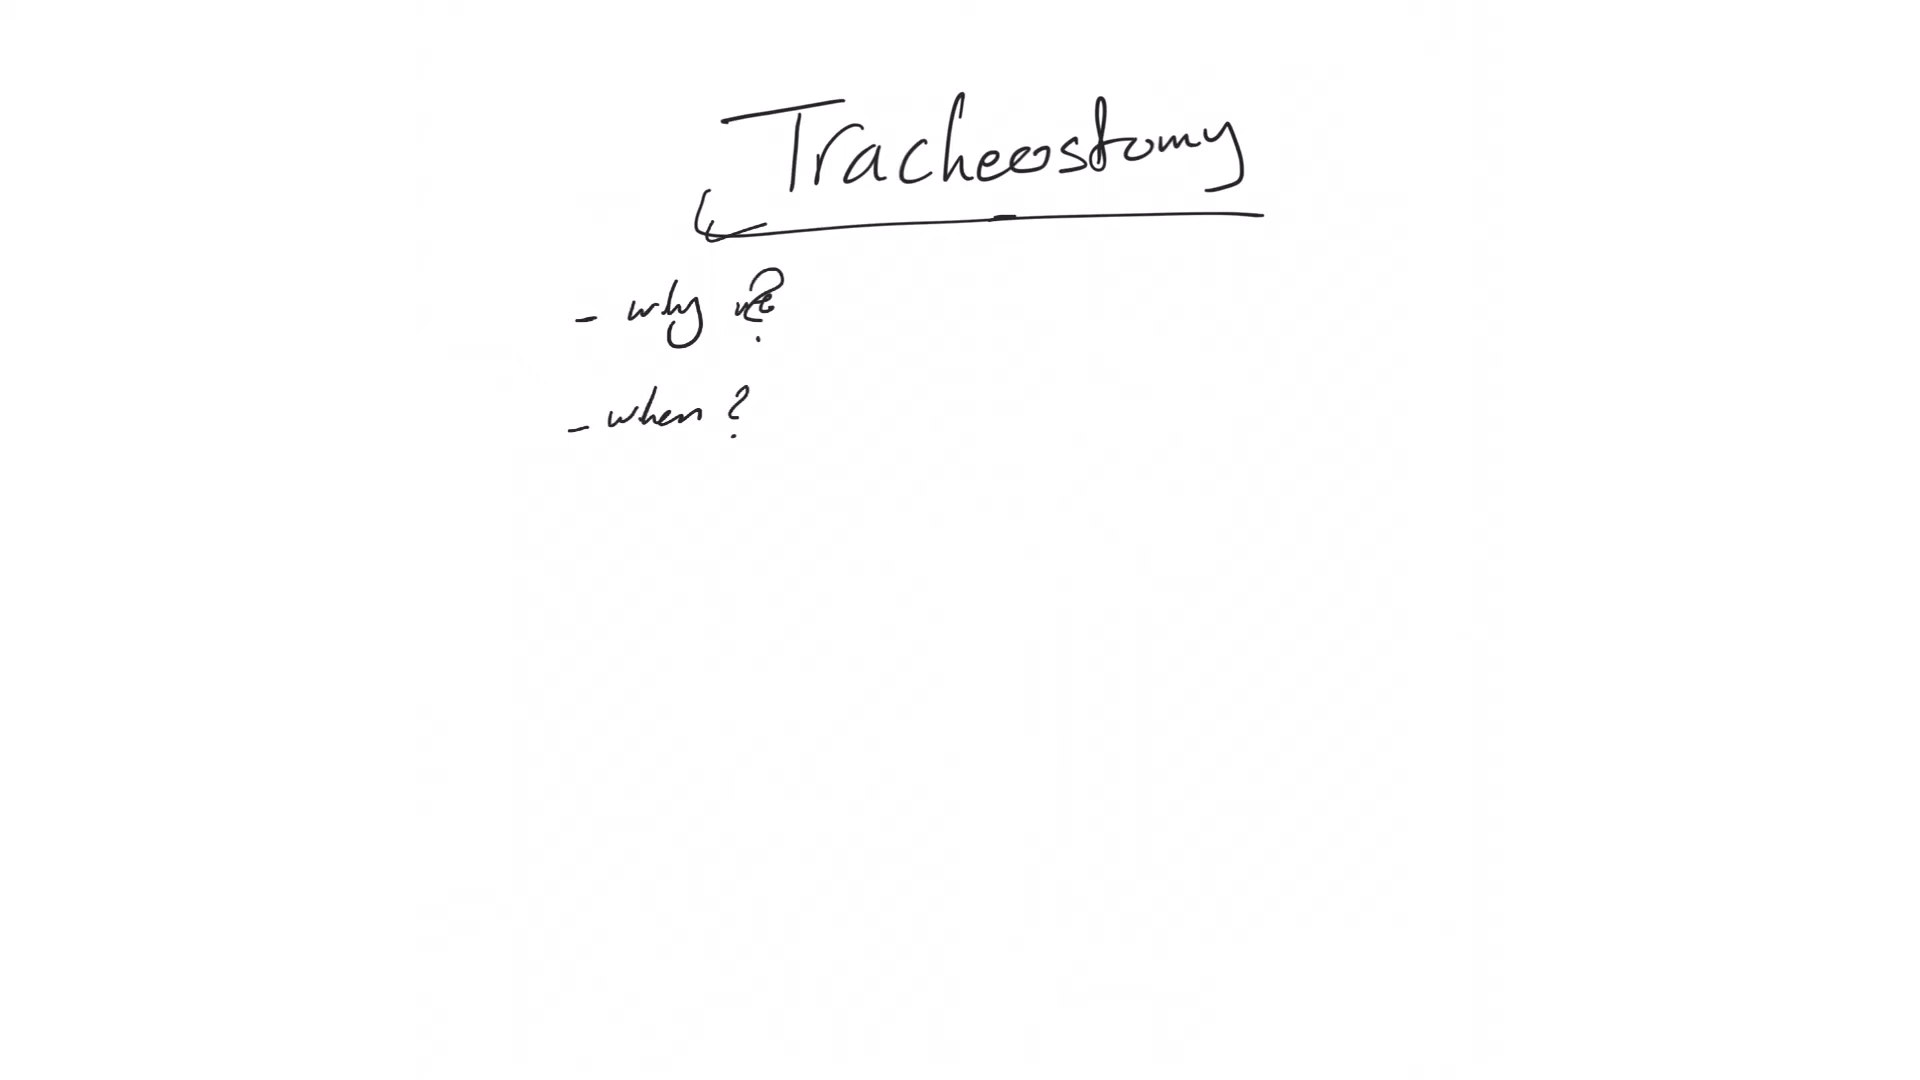 Tracheostomy
- why ?
- when ?